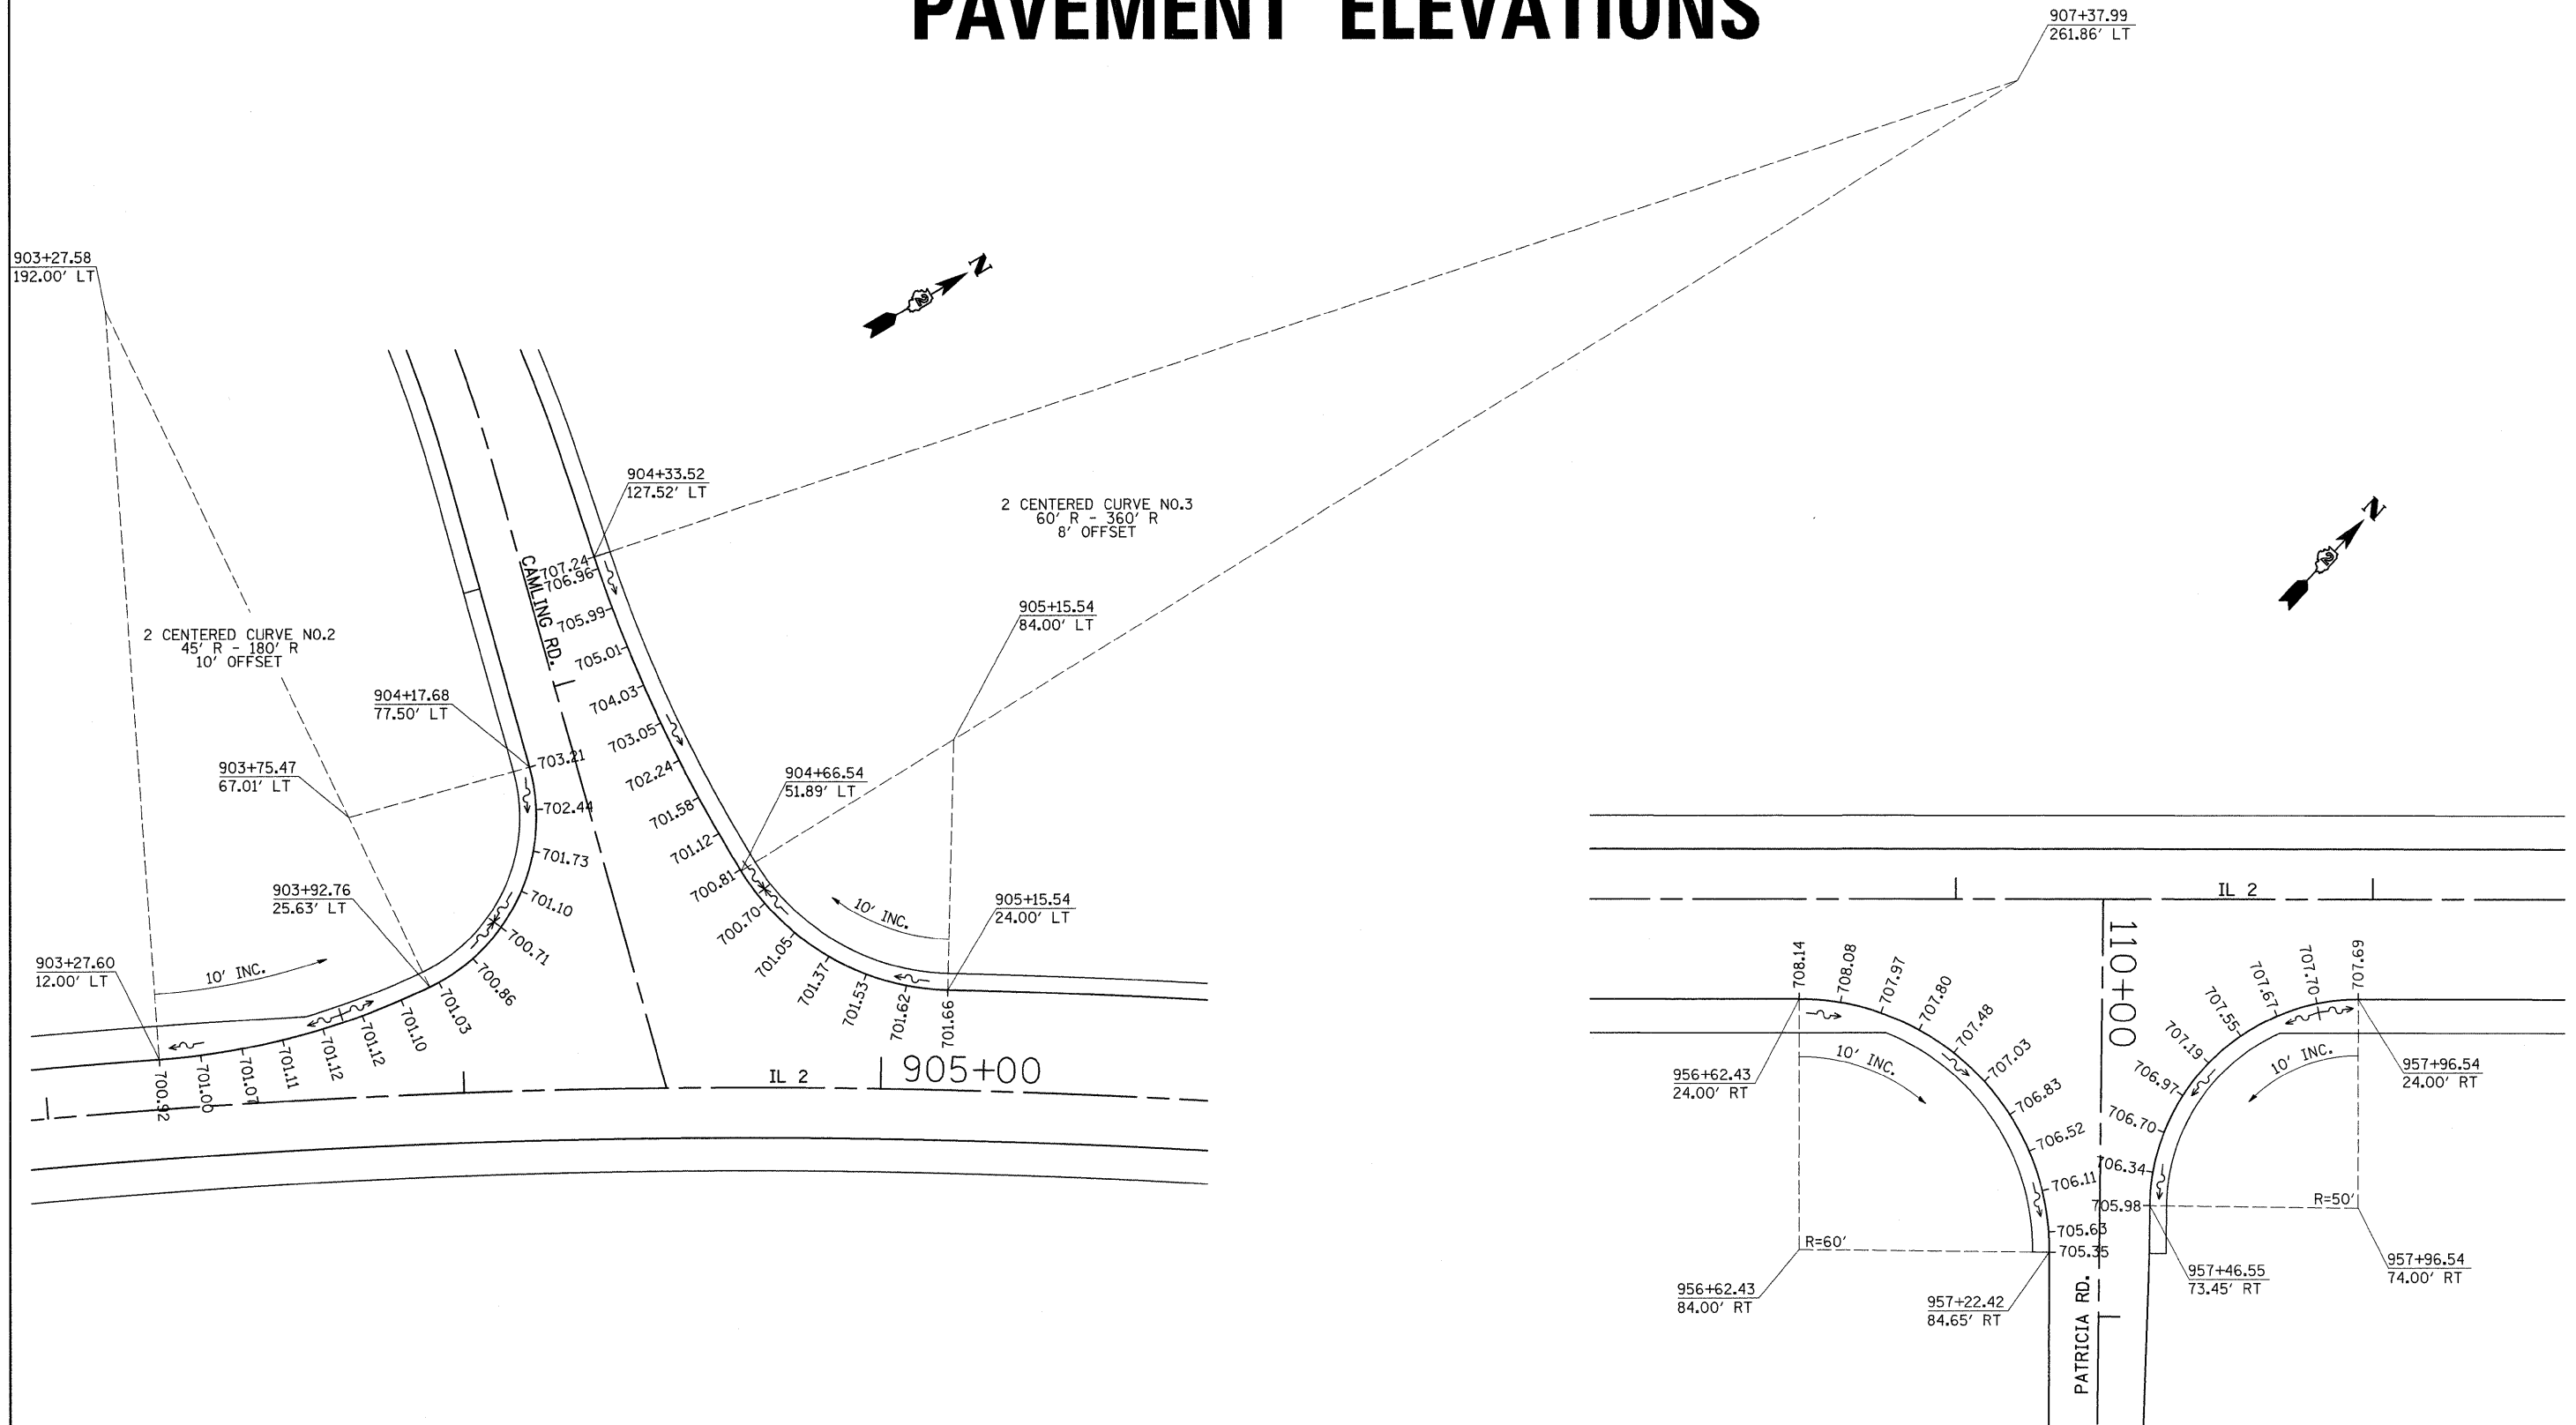 PAVEMENT ELEVATIONS
907+37.99
261.86' LT
903+27.58
192.00' LT
N
2
904+33.52
127.52' LT
2 CENTERED CURVE NO.3
60' R - 360' R
8' OFFSET
N
2
CAMLING RD.
707.24
706.96
705.99
705.01
704.03
703.05
702.24
701.58
701.12
700.81
700.70
701.05
701.37
701.53
701.62
701.66
905+15.54
84.00' LT
2 CENTERED CURVE NO.2
45' R - 180' R
10' OFFSET
904+17.68
77.50' LT
903+75.47
67.01' LT
904+66.54
51.89' LT
703.21
702.44
701.73
701.10
700.71
700.86
701.03
701.10
701.12
701.12
701.11
701.07
701.00
700.92
903+92.76
25.63' LT
10' INC.
905+15.54
24.00' LT
903+27.60
12.00' LT
10' INC.
IL 2
905+00
IL 2
110+00
708.14
708.08
707.97
707.80
707.48
707.03
706.83
706.52
706.11
705.63
705.35
707.69
707.70
707.67
707.55
707.19
706.97
706.70
706.34
705.98
10' INC.
10' INC.
956+62.43
24.00' RT
957+96.54
24.00' RT
R=60'
R=50'
956+62.43
84.00' RT
957+22.42
84.65' RT
957+46.55
73.45' RT
957+96.54
74.00' RT
PATRICIA RD.